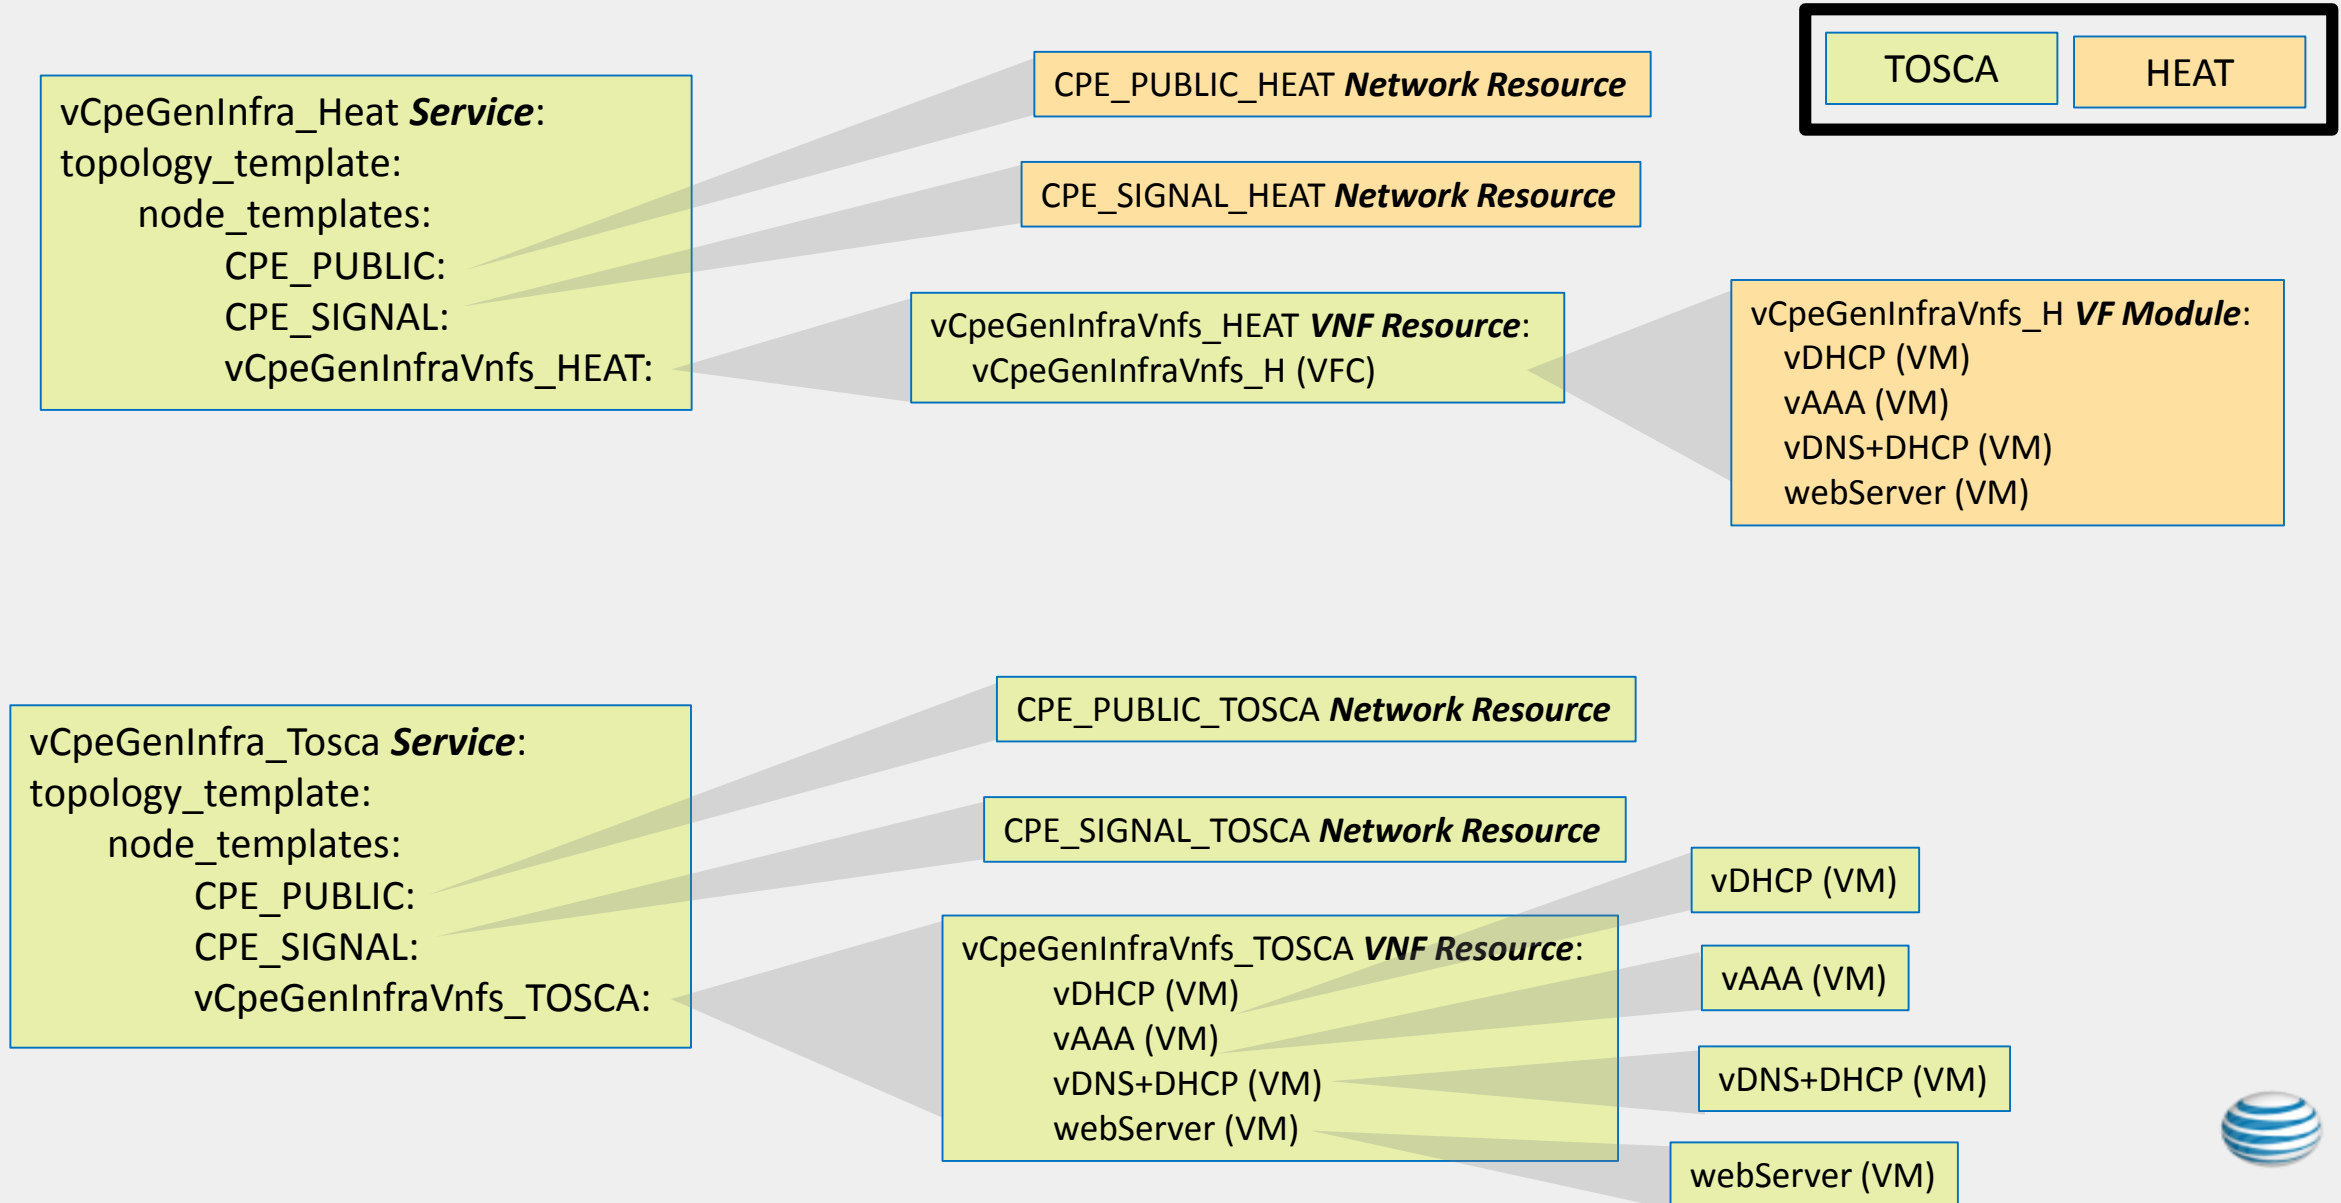 TOSCA
HEAT
vCpeGenInfra_Heat Service:
topology_template:
node_templates:
CPE_PUBLIC:
CPE_SIGNAL:
vCpeGenInfraVnfs_HEAT:
CPE_PUBLIC_HEAT Network Resource
CPE_SIGNAL_HEAT Network Resource
vCpeGenInfraVnfs_HEAT VNF Resource:
vCpeGenInfraVnfs_H (VFC)
vCpeGenInfraVnfs_H VF Module:
vDHCP (VM)
vAAA (VM)
vDNS+DHCP (VM)
webServer (VM)
vCpeGenInfra_Tosca Service:
topology_template:
node_templates:
CPE_PUBLIC:
CPE_SIGNAL:
vCpeGenInfraVnfs_TOSCA:
CPE_PUBLIC_TOSCA Network Resource
CPE_SIGNAL_TOSCA Network Resource
vCpeGenInfraVnfs_TOSCA VNF Resource:
vDHCP (VM)
vAAA (VM)
vDNS+DHCP (VM)
webServer (VM)
vDHCP (VM)
vAAA (VM)
vDNS+DHCP (VM)
webServer (VM)